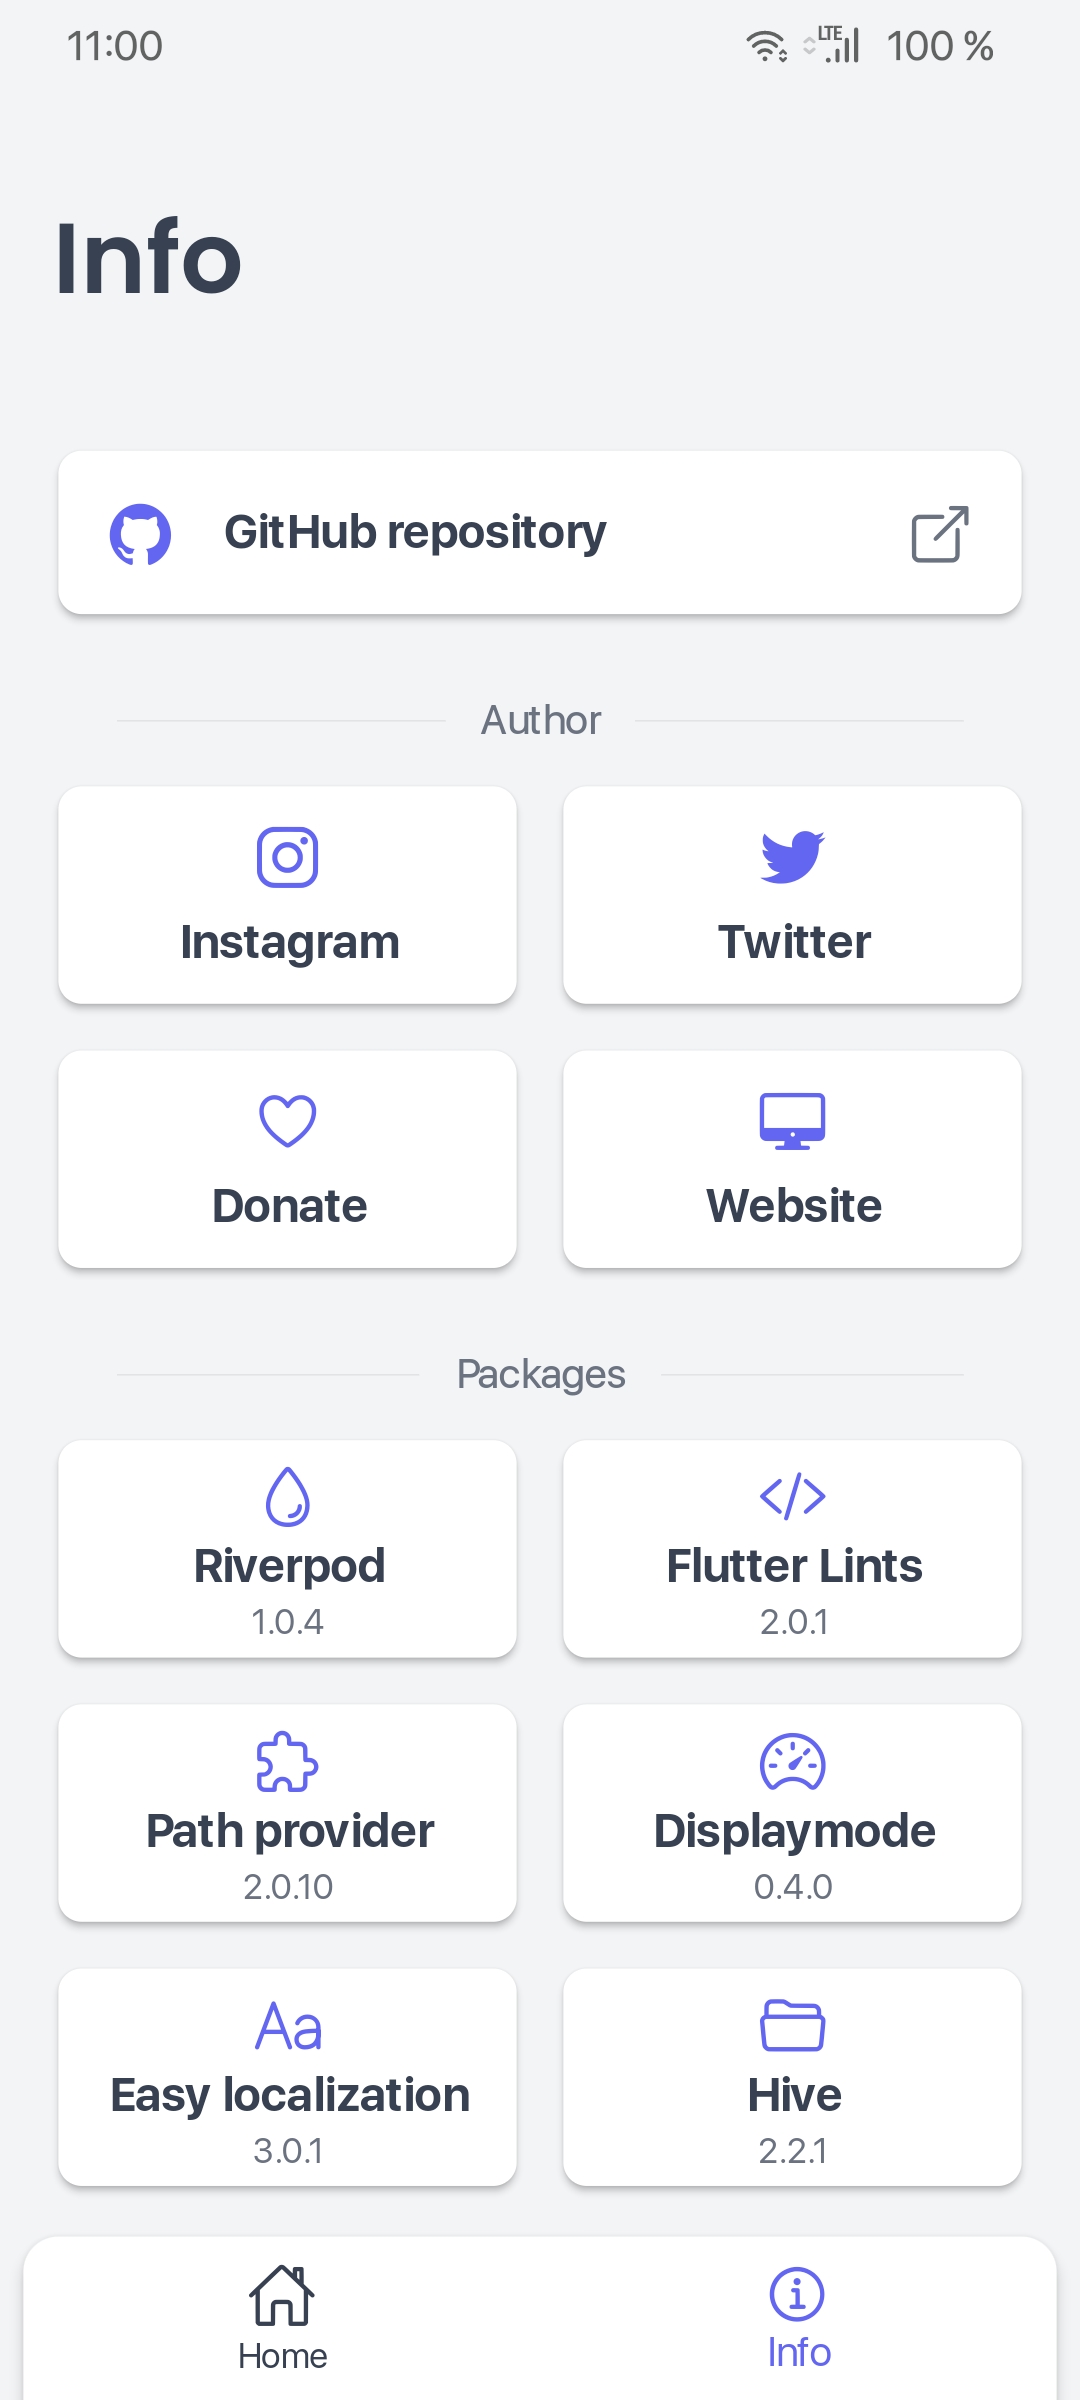 11:00 LTE 100 %
Info
GitHub repository
Author
Instagram Twitter
Donate Website
Packages
Riverpod Flutter Lints
1.0.4 2.0.1
Path provider Displaymode
2.0.10 0.4.0
Aa
Easy localization Hive
3.0.1 2.2.1
Home Info